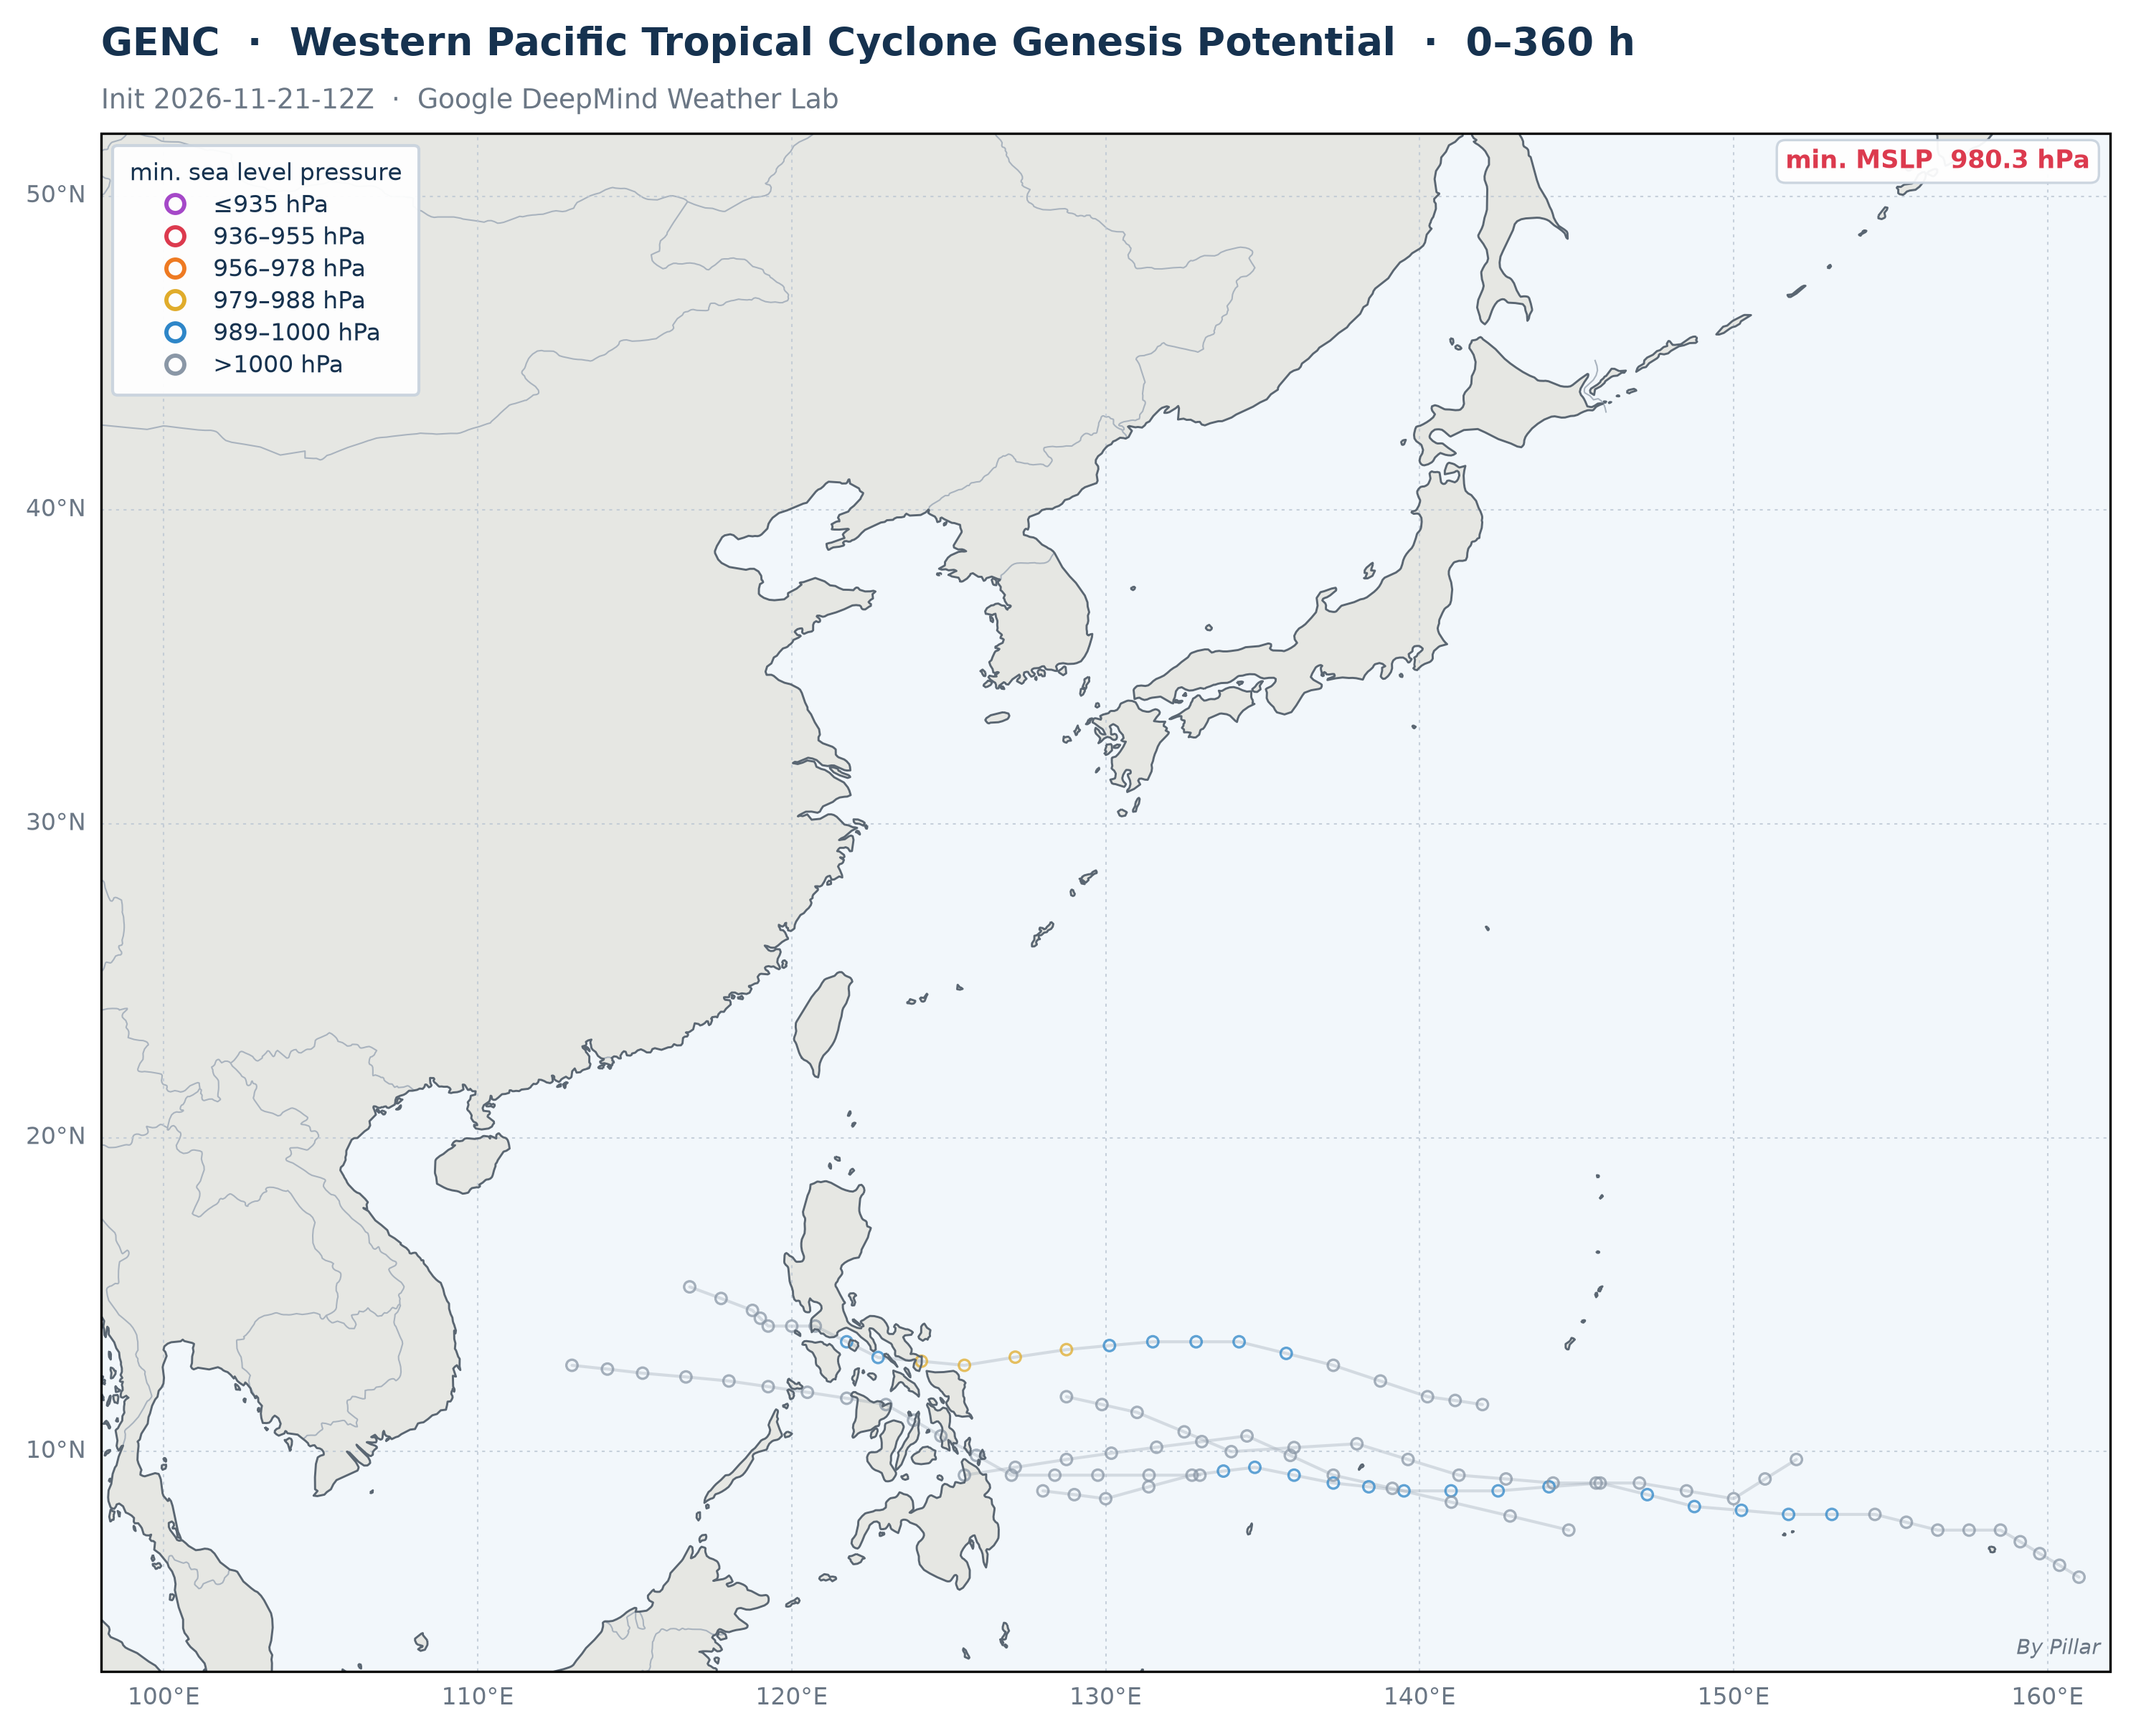 GENC · Western Pacific Tropical Cyclone Genesis Potential · 0–360 h
Init 2026-11-21-12Z · Google DeepMind Weather Lab
min. sea level pressure
≤935 hPa
936–955 hPa
956–978 hPa
979–988 hPa
989–1000 hPa
>1000 hPa
min. MSLP 980.3 hPa
50°N
40°N
30°N
20°N
10°N
By Pillar
100°E 110°E 120°E 130°E 140°E 150°E 160°E